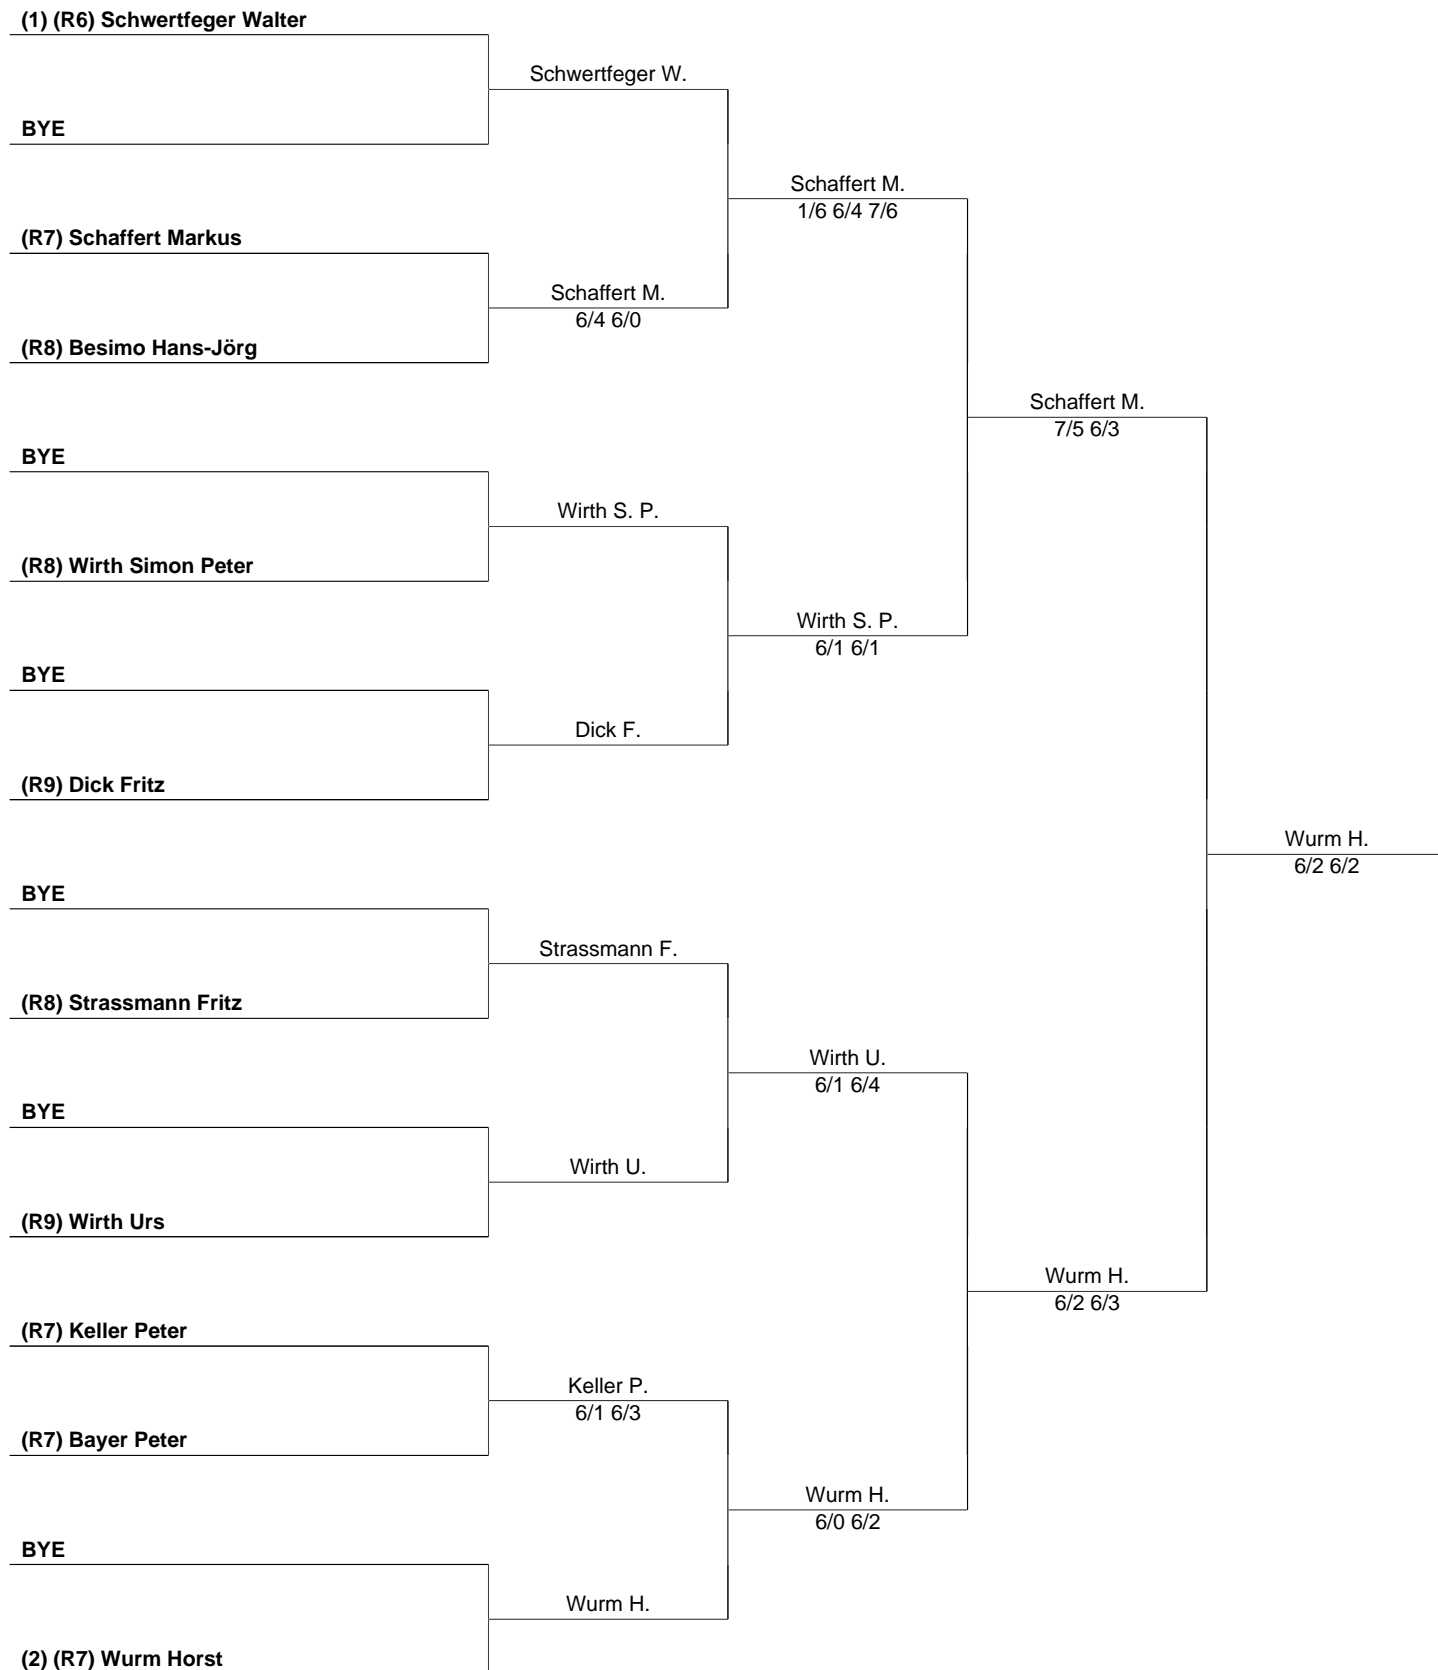 (1) (R6) Schwertfeger Walter
Schwertfeger W.
BYE
Schaffert M.
1/6 6/4 7/6
(R7) Schaffert Markus
Schaffert M.
6/4 6/0
(R8) Besimo Hans-Jörg
Schaffert M.
7/5 6/3
BYE
Wirth S. P.
(R8) Wirth Simon Peter
Wirth S. P.
6/1 6/1
BYE
Dick F.
(R9) Dick Fritz
Wurm H.
6/2 6/2
BYE
Strassmann F.
(R8) Strassmann Fritz
Wirth U.
6/1 6/4
BYE
Wirth U.
(R9) Wirth Urs
Wurm H.
6/2 6/3
(R7) Keller Peter
Keller P.
6/1 6/3
(R7) Bayer Peter
Wurm H.
6/0 6/2
BYE
Wurm H.
(2) (R7) Wurm Horst